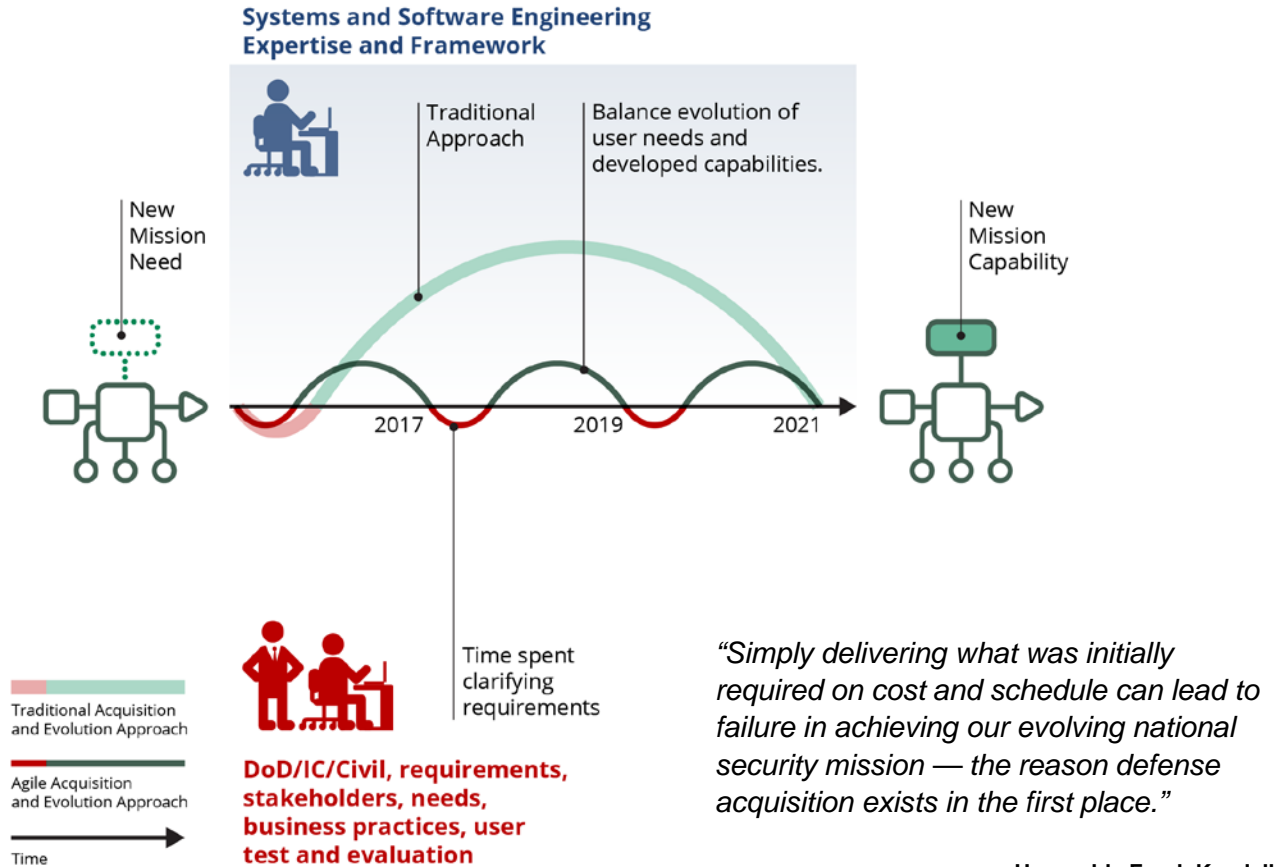 Systems and Software Engineering
Expertise and Framework
Traditional
Approach
Balance evolution of
user needs and
developed capabilities.
New
Mission
Need
New
Mission
Capability
2017
2019
2021
Time spent
clarifying
requirements
Traditional Acquisition
and Evolution Approach
Agile Acquisition
and Evolution Approach
Time
DoD/IC/Civil, requirements,
stakeholders, needs,
business practices, user
test and evaluation
“Simply delivering what was initially
required on cost and schedule can lead to
failure in achieving our evolving national
security mission — the reason defense
acquisition exists in the first place.”